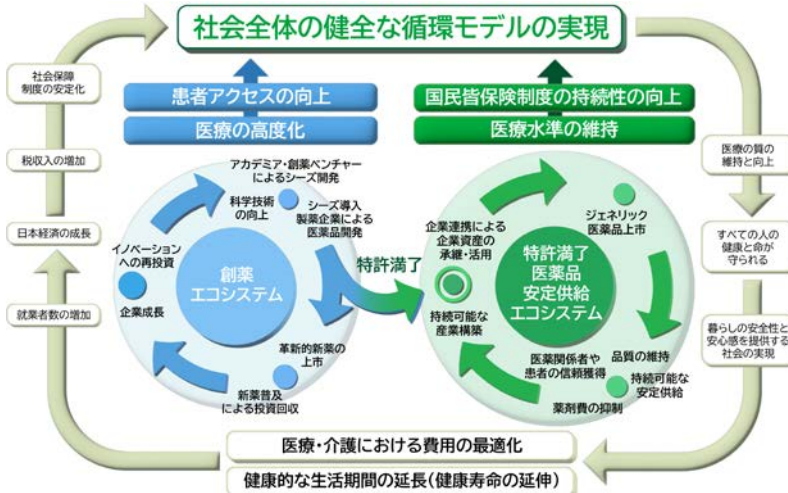 社会全体の健全な循環モデルの実現
患者アクセスの向上
医療の高度化
国民皆保険制度の持続性の向上
医療水準の維持
社会保障
制度の安定化
税収入の増加
日本経済の成長
就業者数の増加
アカデミア・創薬ベンチャー
によるシーズ開発
科学技術
の向上
シーズ導入
製薬企業による
医薬品開発
イノベーション
への再投資
創薬
エコシステム
企業成長
革新的新薬の
上市
新薬普及
による投資回収
特許満了
企業連携による
企業資産の
承継・活用
ジェネリック
医薬品上市
特許満了
医薬品
安定供給
エコシステム
持続可能な
産業構築
医薬関係者や
患者の信頼獲得
品質の維持
持続可能な
安定供給
薬剤費の抑制
医療の質の
維持と向上
すべての人の
健康と命が
守られる
暮らしの安全性と
安心感を提供する
社会の実現
医療・介護における費用の最適化
健康的な生活期間の延長(健康寿命の延伸)